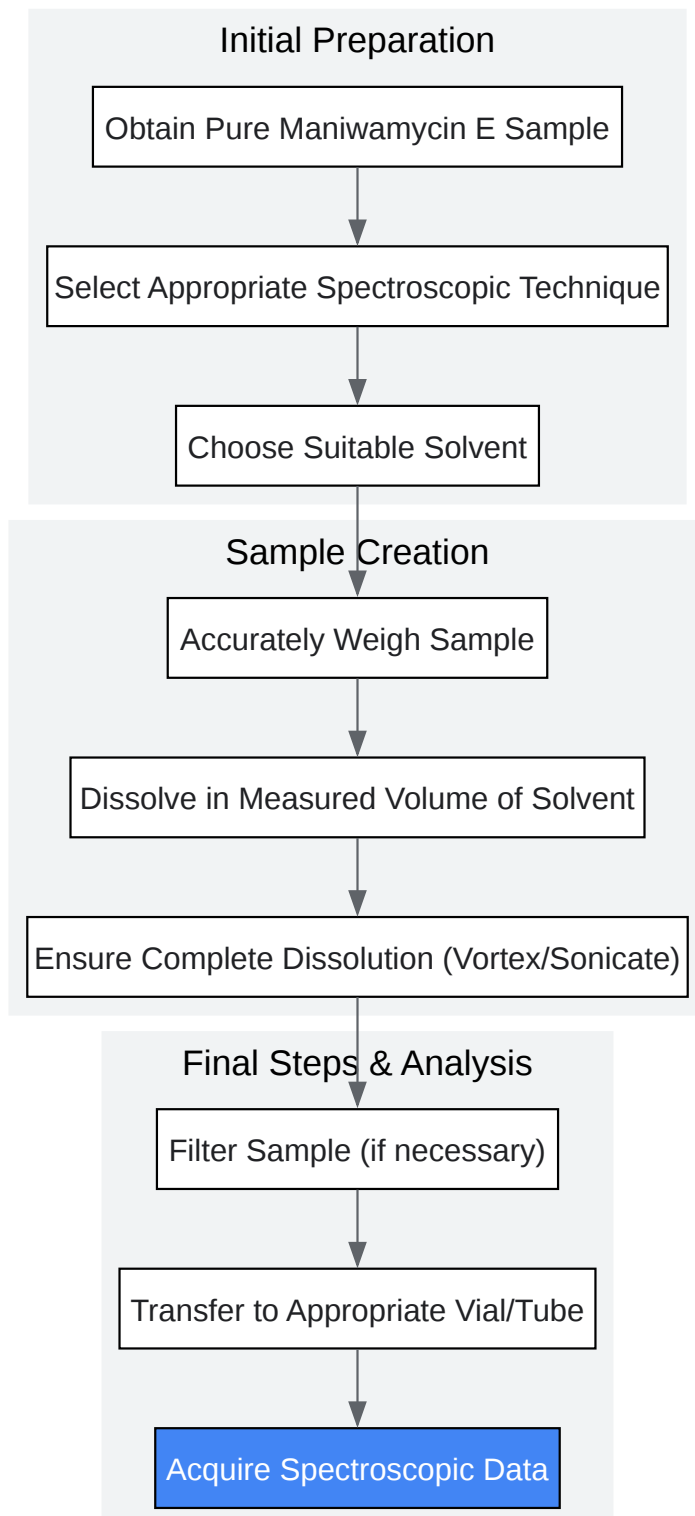 Initial Preparation
Obtain Pure Maniwamycin E Sample
Select Appropriate Spectroscopic Technique
Choose Suitable Solvent
Sample Creation
Accurately Weigh Sample
Dissolve in Measured Volume of Solvent
Ensure Complete Dissolution (Vortex/Sonicate)
Final Steps & Analysis
Filter Sample (if necessary)
Transfer to Appropriate Vial/Tube
Acquire Spectroscopic Data